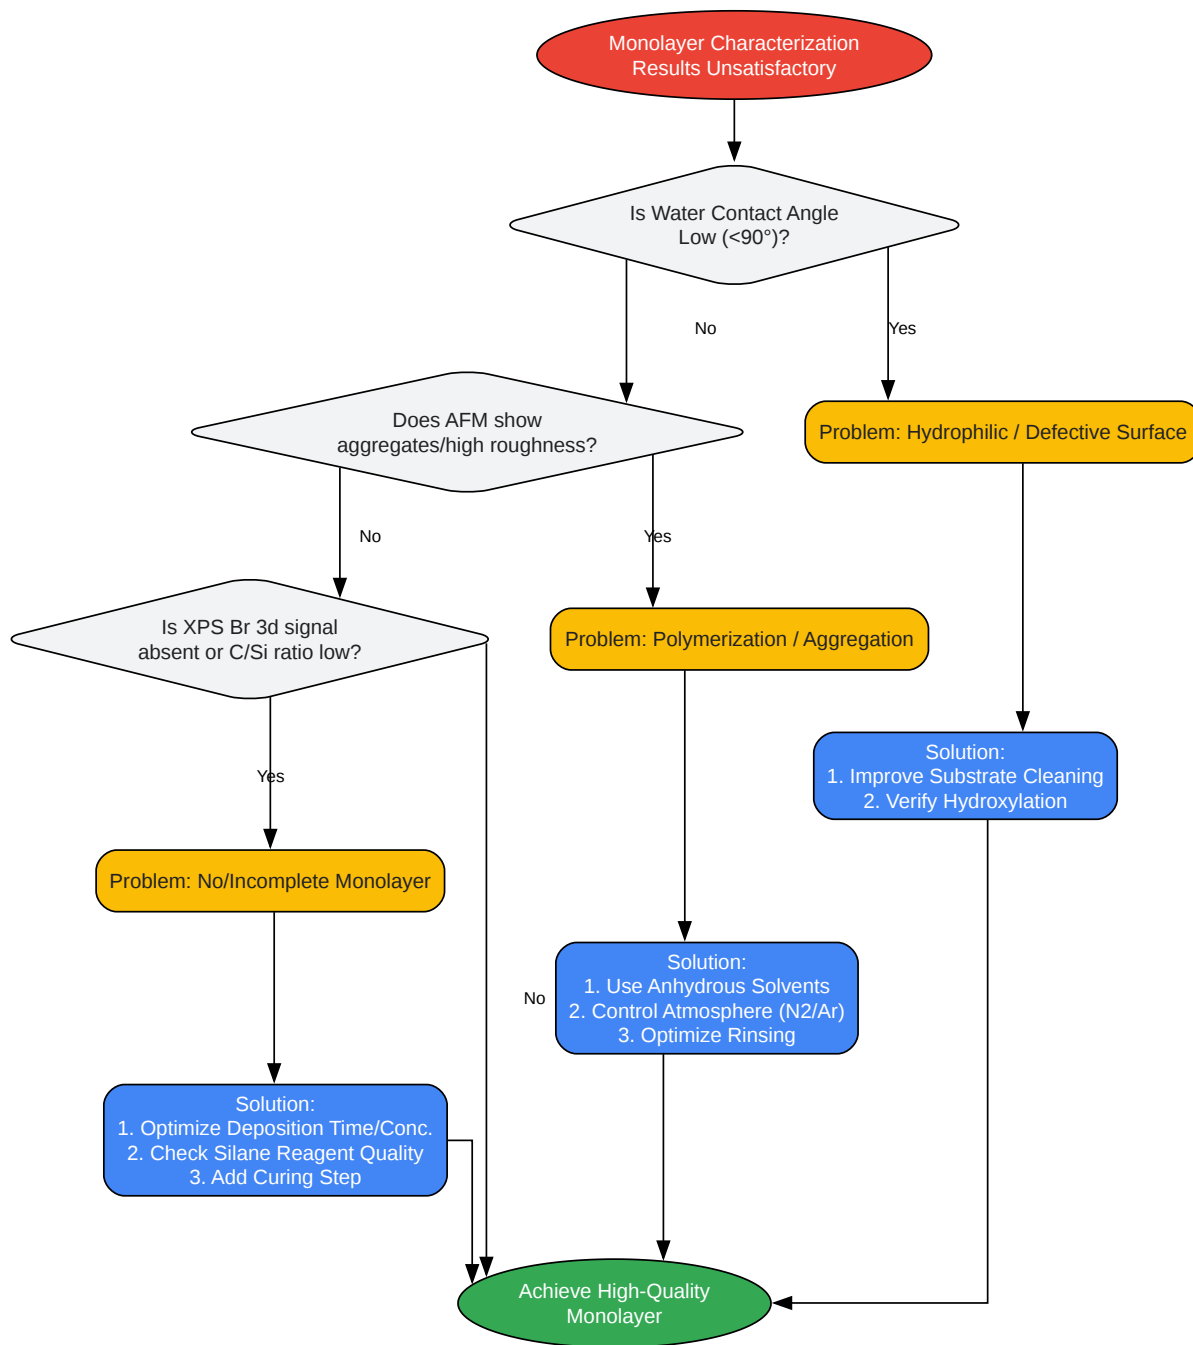 Monolayer Characterization
Results Unsatisfactory
Is Water Contact Angle
Low (<90°)?
No
Yes
Does AFM show
aggregates/high roughness?
Problem: Hydrophilic / Defective Surface
No
Yes
Is XPS Br 3d signal
absent or C/Si ratio low?
Problem: Polymerization / Aggregation
Solution:
1. Improve Substrate Cleaning
2. Verify Hydroxylation
Yes
Problem: No/Incomplete Monolayer
No
Solution:
1. Use Anhydrous Solvents
2. Control Atmosphere (N2/Ar)
3. Optimize Rinsing
Solution:
1. Optimize Deposition Time/Conc.
2. Check Silane Reagent Quality
3. Add Curing Step
Achieve High-Quality
Monolayer